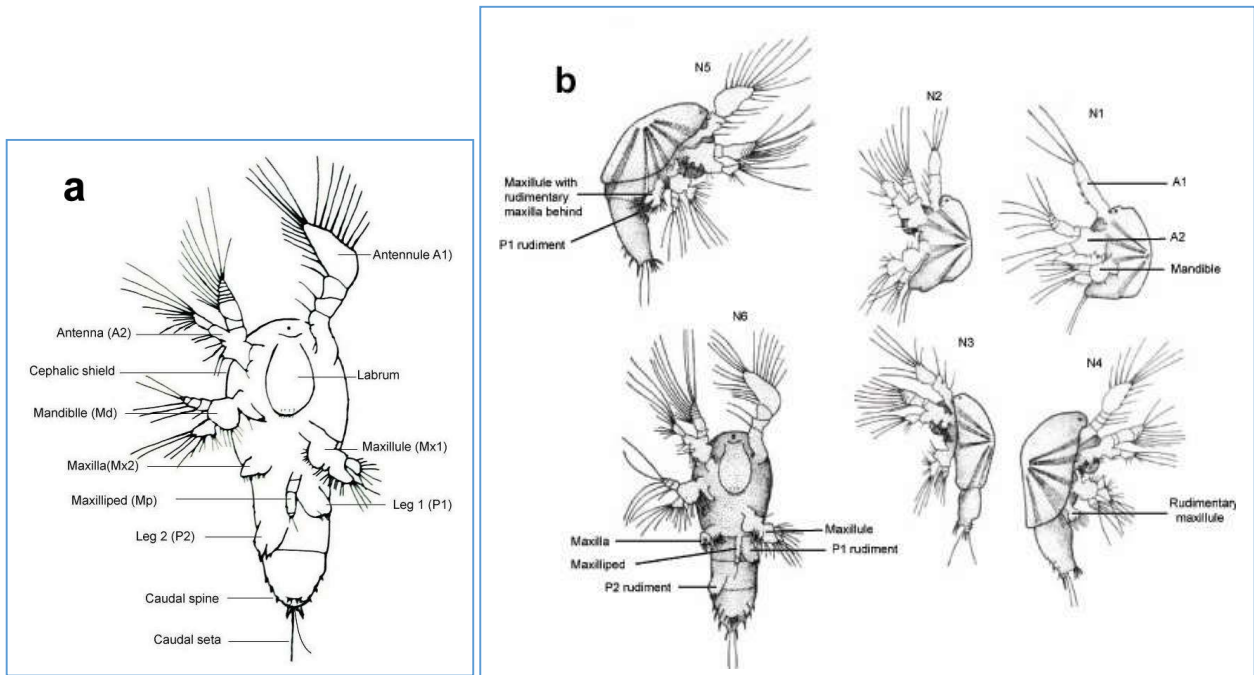 a
Antennule A1)
Antenna (A2)
Cephalic shield
Labrum
Mandiblle (Md)
Maxillule (Mx1)
Maxilla(Mx2)
Maxilliped (Mp)
Leg 1 (P1)
Leg 2 (P2)
Caudal spine
Caudal seta
b
N5
Maxillule with
rudimentary
maxilla behind
P1 rudiment
N2
N1
A1
A2
Mandible
N6
Maxilla
Maxilliped
P2 rudiment
Maxillule
P1 rudiment
N3
N4
Rudimentary
maxillule